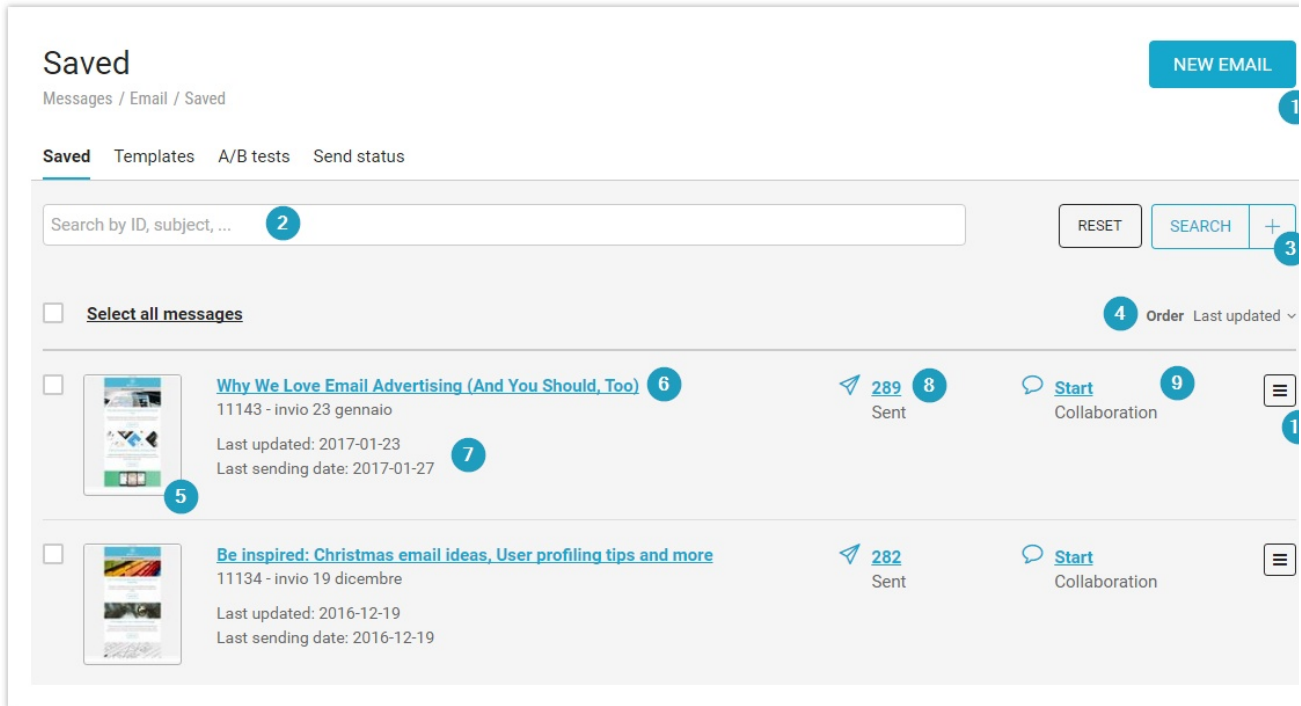 Saved
NEW EMAIL
Messages / Email / Saved
1
Saved Templates A/B tests Send status
Search by ID, subject, ... 2
RESET SEARCH +
3
Select all messages
4 Order Last updated
Why We Love Email Advertising (And You Should, Too) 6
11143 - invio 23 gennaio
Last updated: 2017-01-23
Last sending date: 2017-01-27
7
5
289 8
Sent
Start 9
Collaboration
1
Be inspired: Christmas email ideas, User profiling tips and more
11134 - invio 19 dicembre
Last updated: 2016-12-19
Last sending date: 2016-12-19
282
Sent
Start
Collaboration